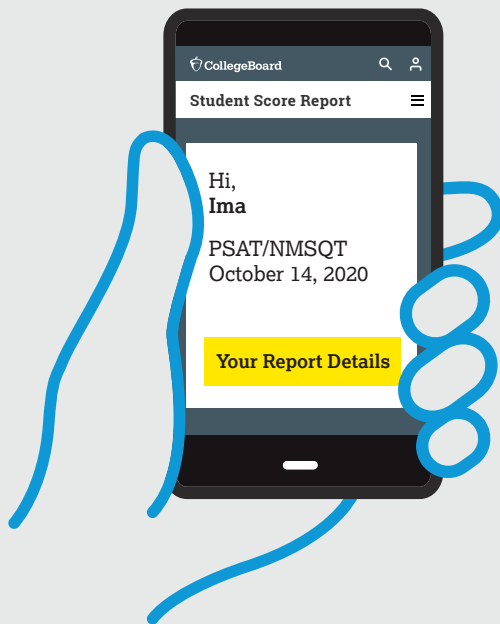 CollegeBoard
Student Score Report
Hi,
Ima
PSAT/NMSQT
October 14, 2020
Your Report Details